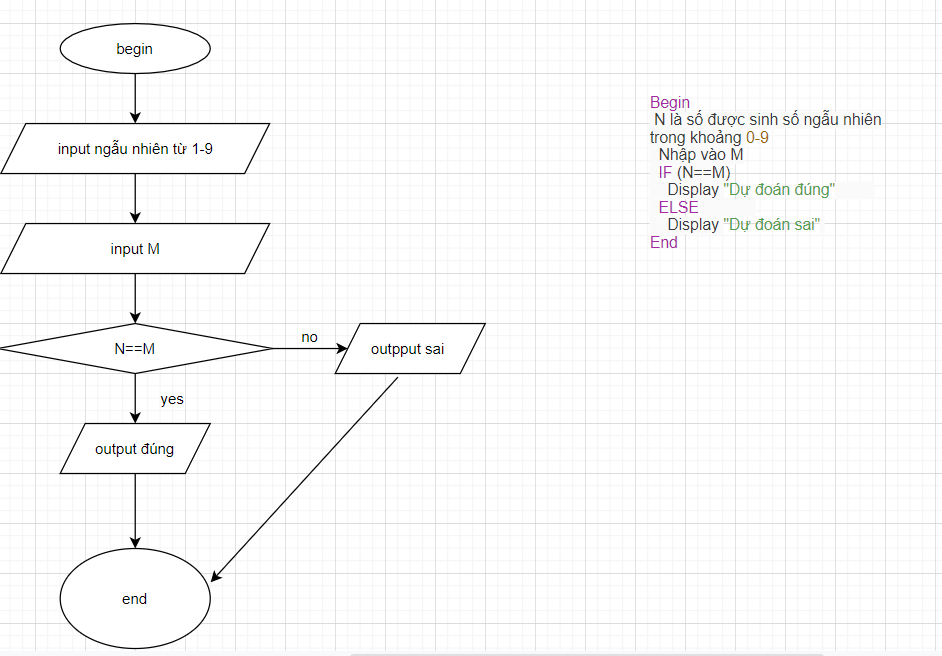 begin
input ngẫu nhiên từ 1-9
input M
N==M
no
outpput sai
yes
output đúng
end
Begin
N là số được sinh số ngẫu nhiên
trong khoảng 0-9
Nhập vào M
IF (N==M)
Display "Dự đoán đúng"
ELSE
Display "Dự đoán sai"
End